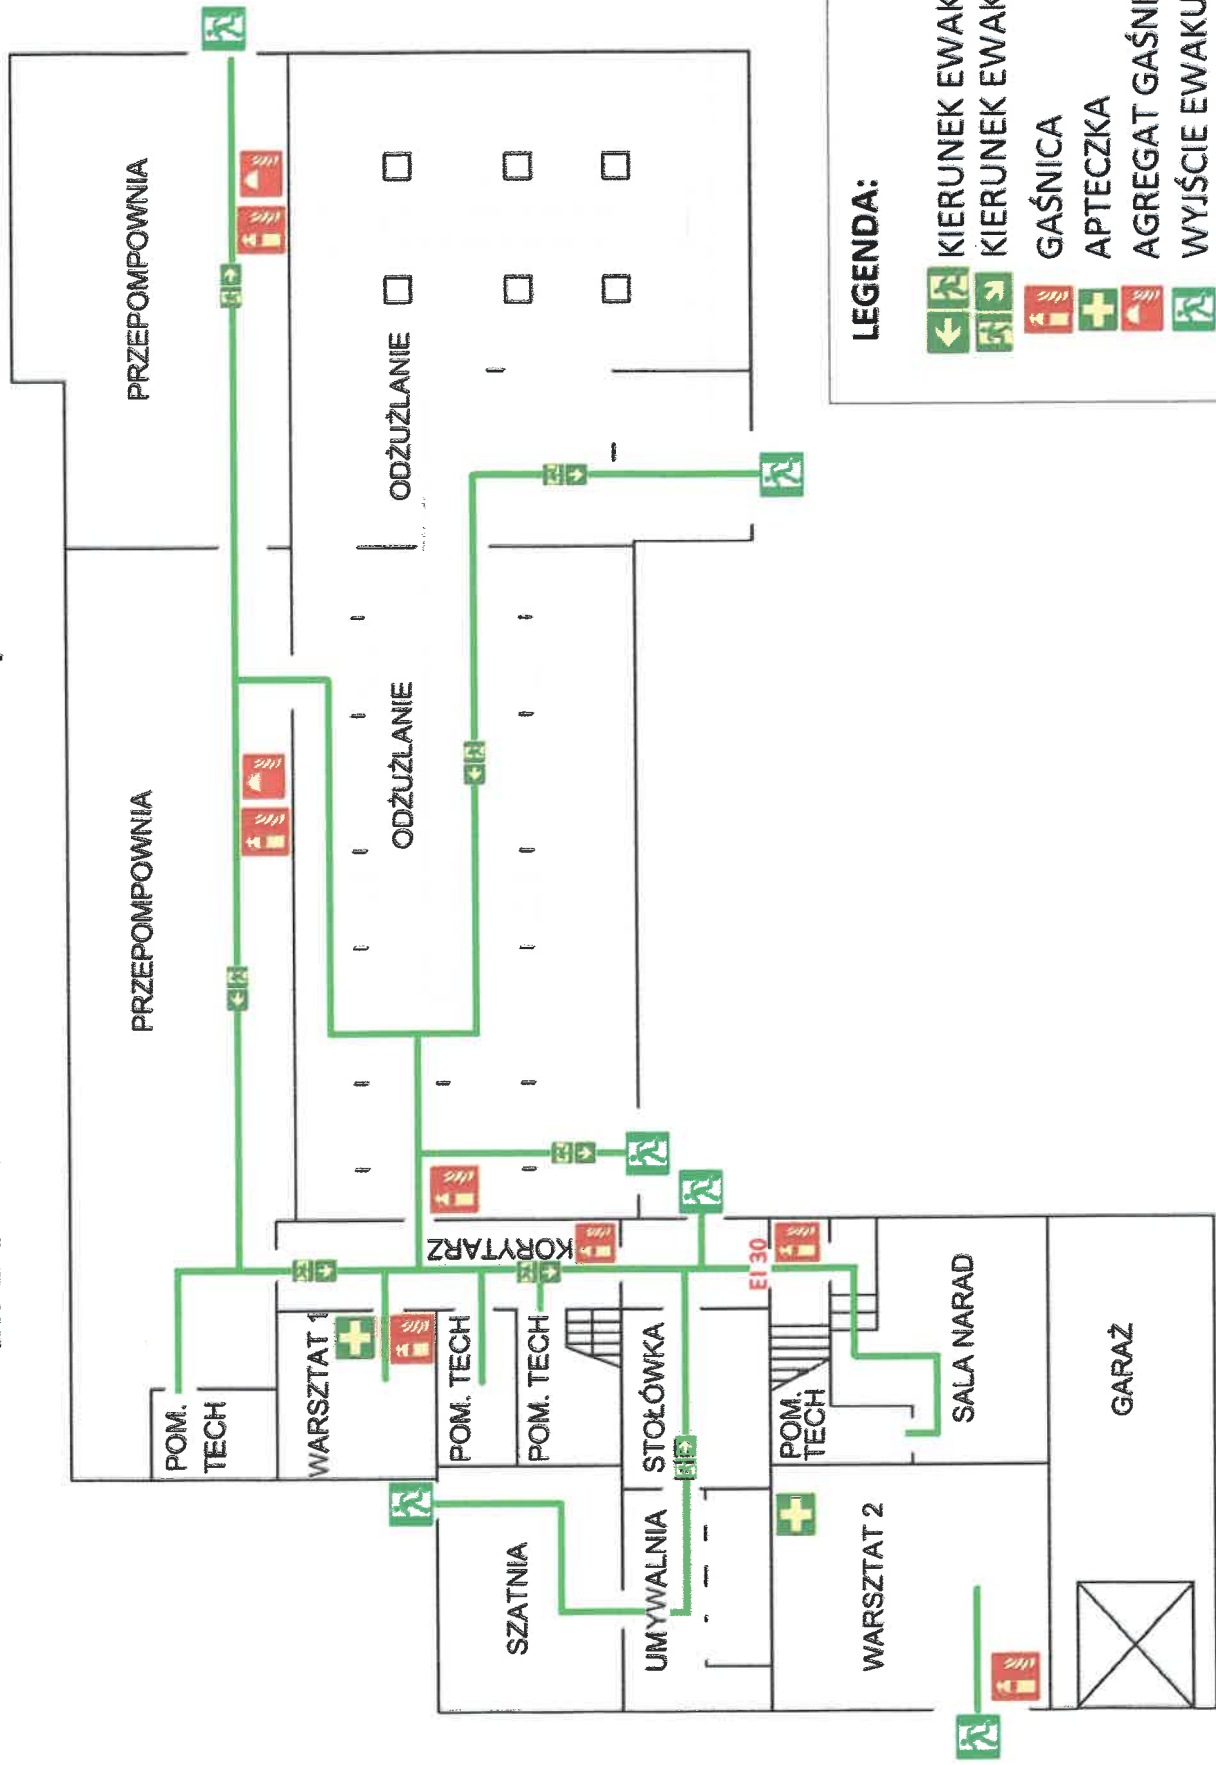 PRZEPOMPOWNIA
PRZEPOMPOWNIA
ODŻUŻLANIE
ODŻUŻLANIE
POM.
TECH
WARSZTAT 1
POM. TECH
POM. TECH
KORYTARZ
STOŁÓWKA
EI 30
POM.
TECH
SALA NARAD
GARAŻ
SZATNIA
UMYWALNIA
WARSZTAT 2
LEGENDA:
KIERUNEK EWAK
KIERUNEK EWAK
GAŚNICA
APTECZKA
AGREGAT GAŚNI
WYJŚCIE EWAKU